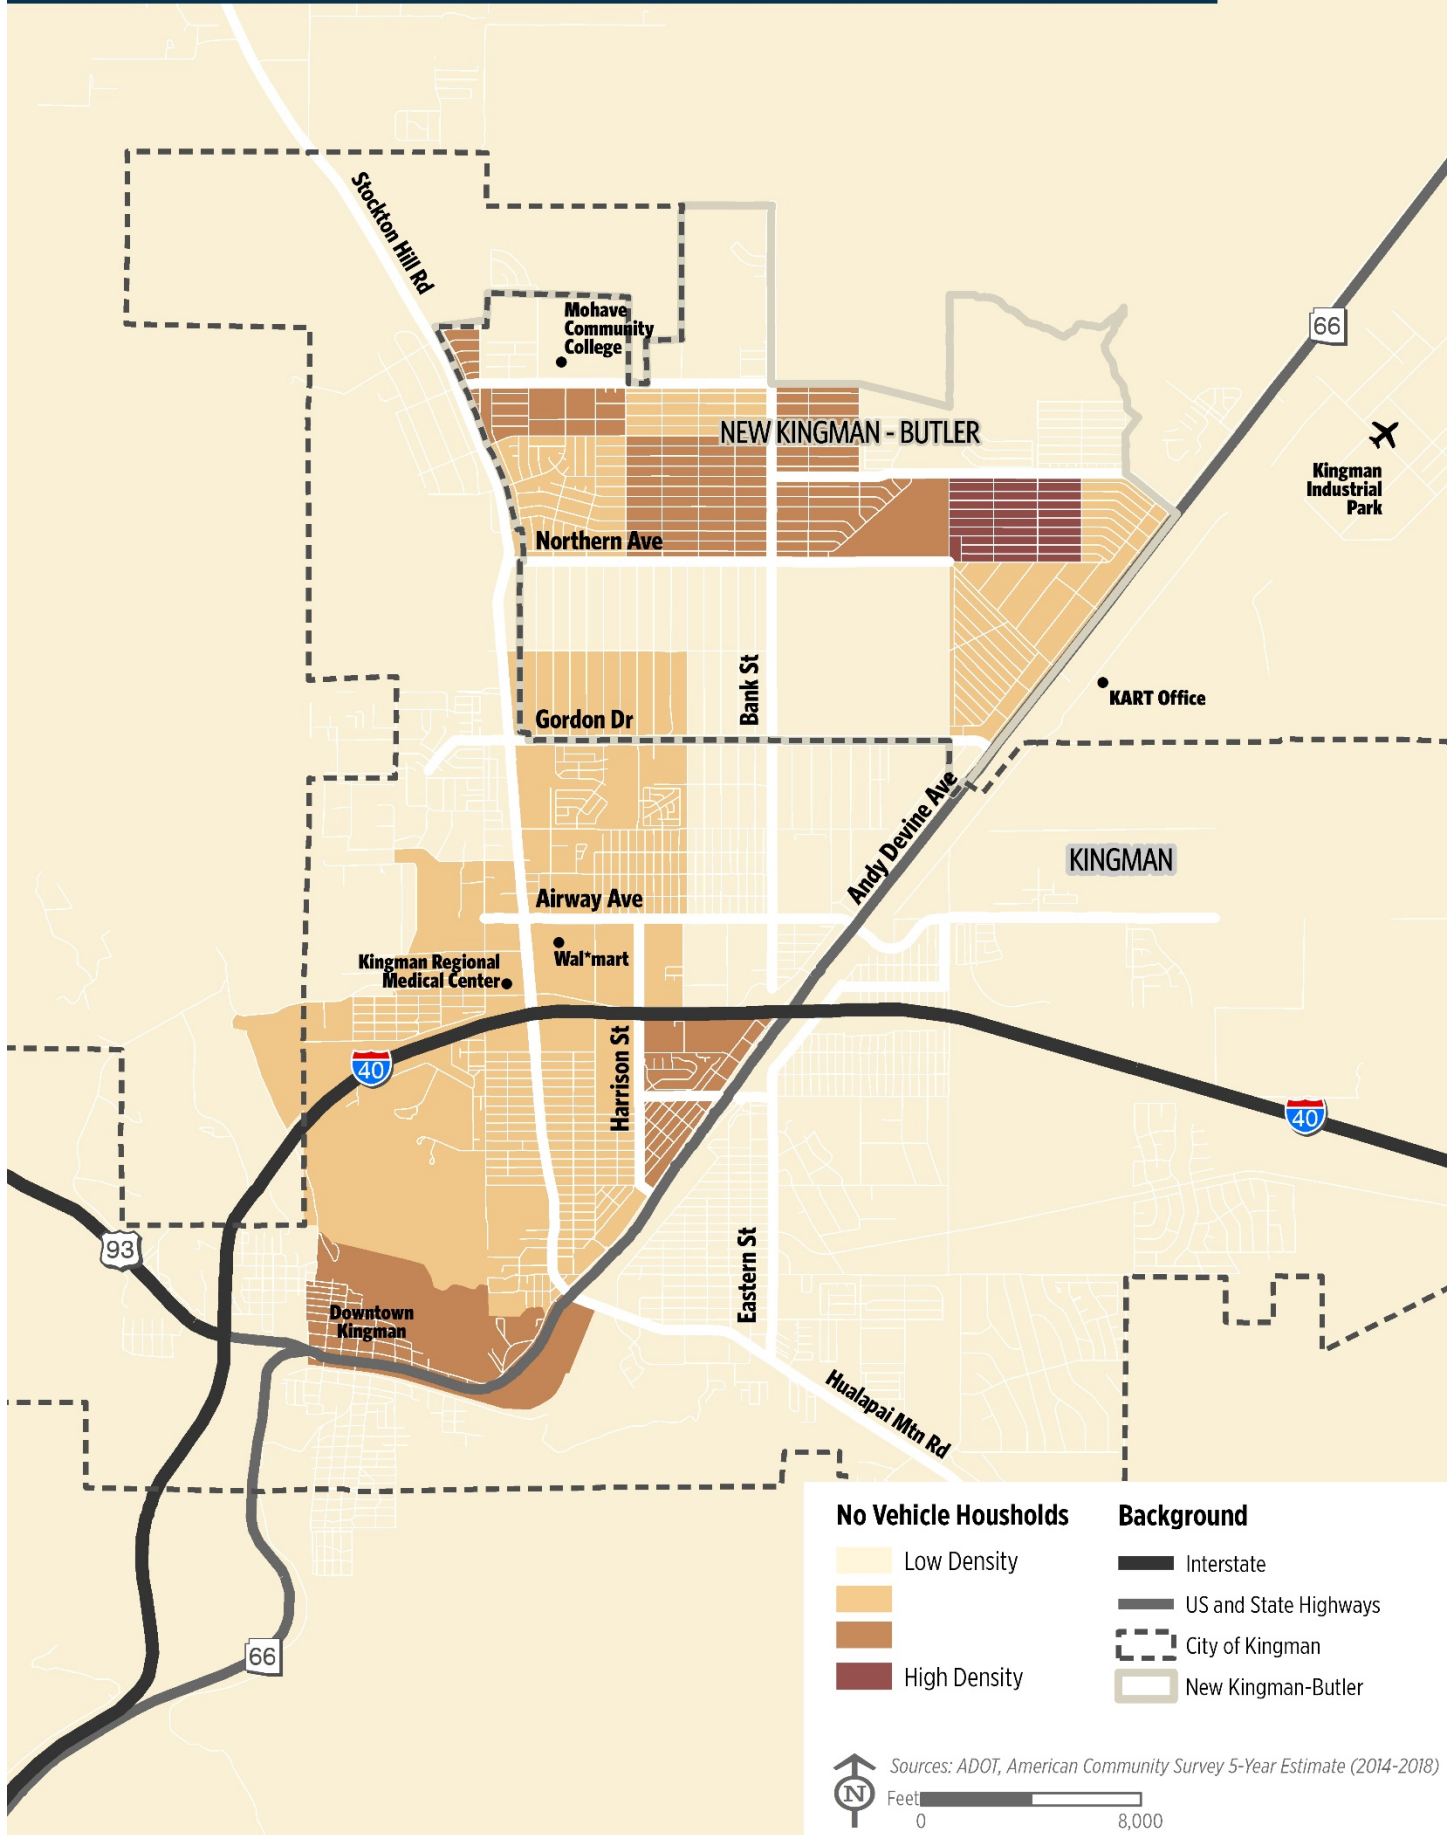 Stockton Hill Rd
66
Mohave
Community
College
NEW KINGMAN - BUTLER
Kingman
Industrial
Park
Northern Ave
Bank St
KART Office
Gordon Dr
Andy Devine Ave
KINGMAN
Airway Ave
Wal*mart
Kingman Regional
Medical Center
Harrison St
40
40
93
Eastern St
Downtown
Kingman
Hualapai Mtn Rd
66
No Vehicle Housholds
Low Density
High Density
Background
Interstate
US and State Highways
City of Kingman
New Kingman-Butler
Sources: ADOT, American Community Survey 5-Year Estimate (2014-2018)
N
Feet
0
8,000